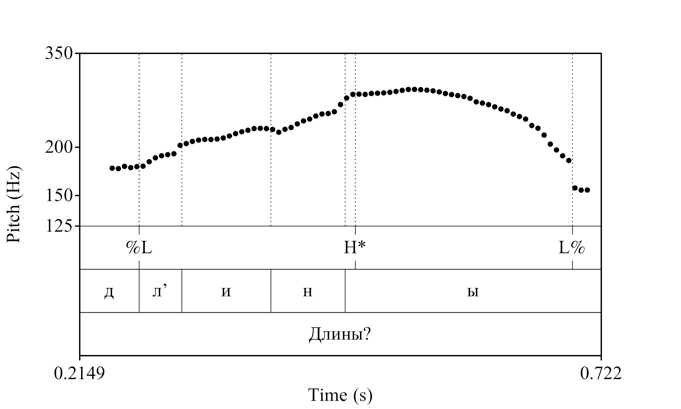 350
200
150
125
Pitch (Hz)
%L H* L%
д л’ и н ы
Длины?
0.2149 0.722
Time (s)